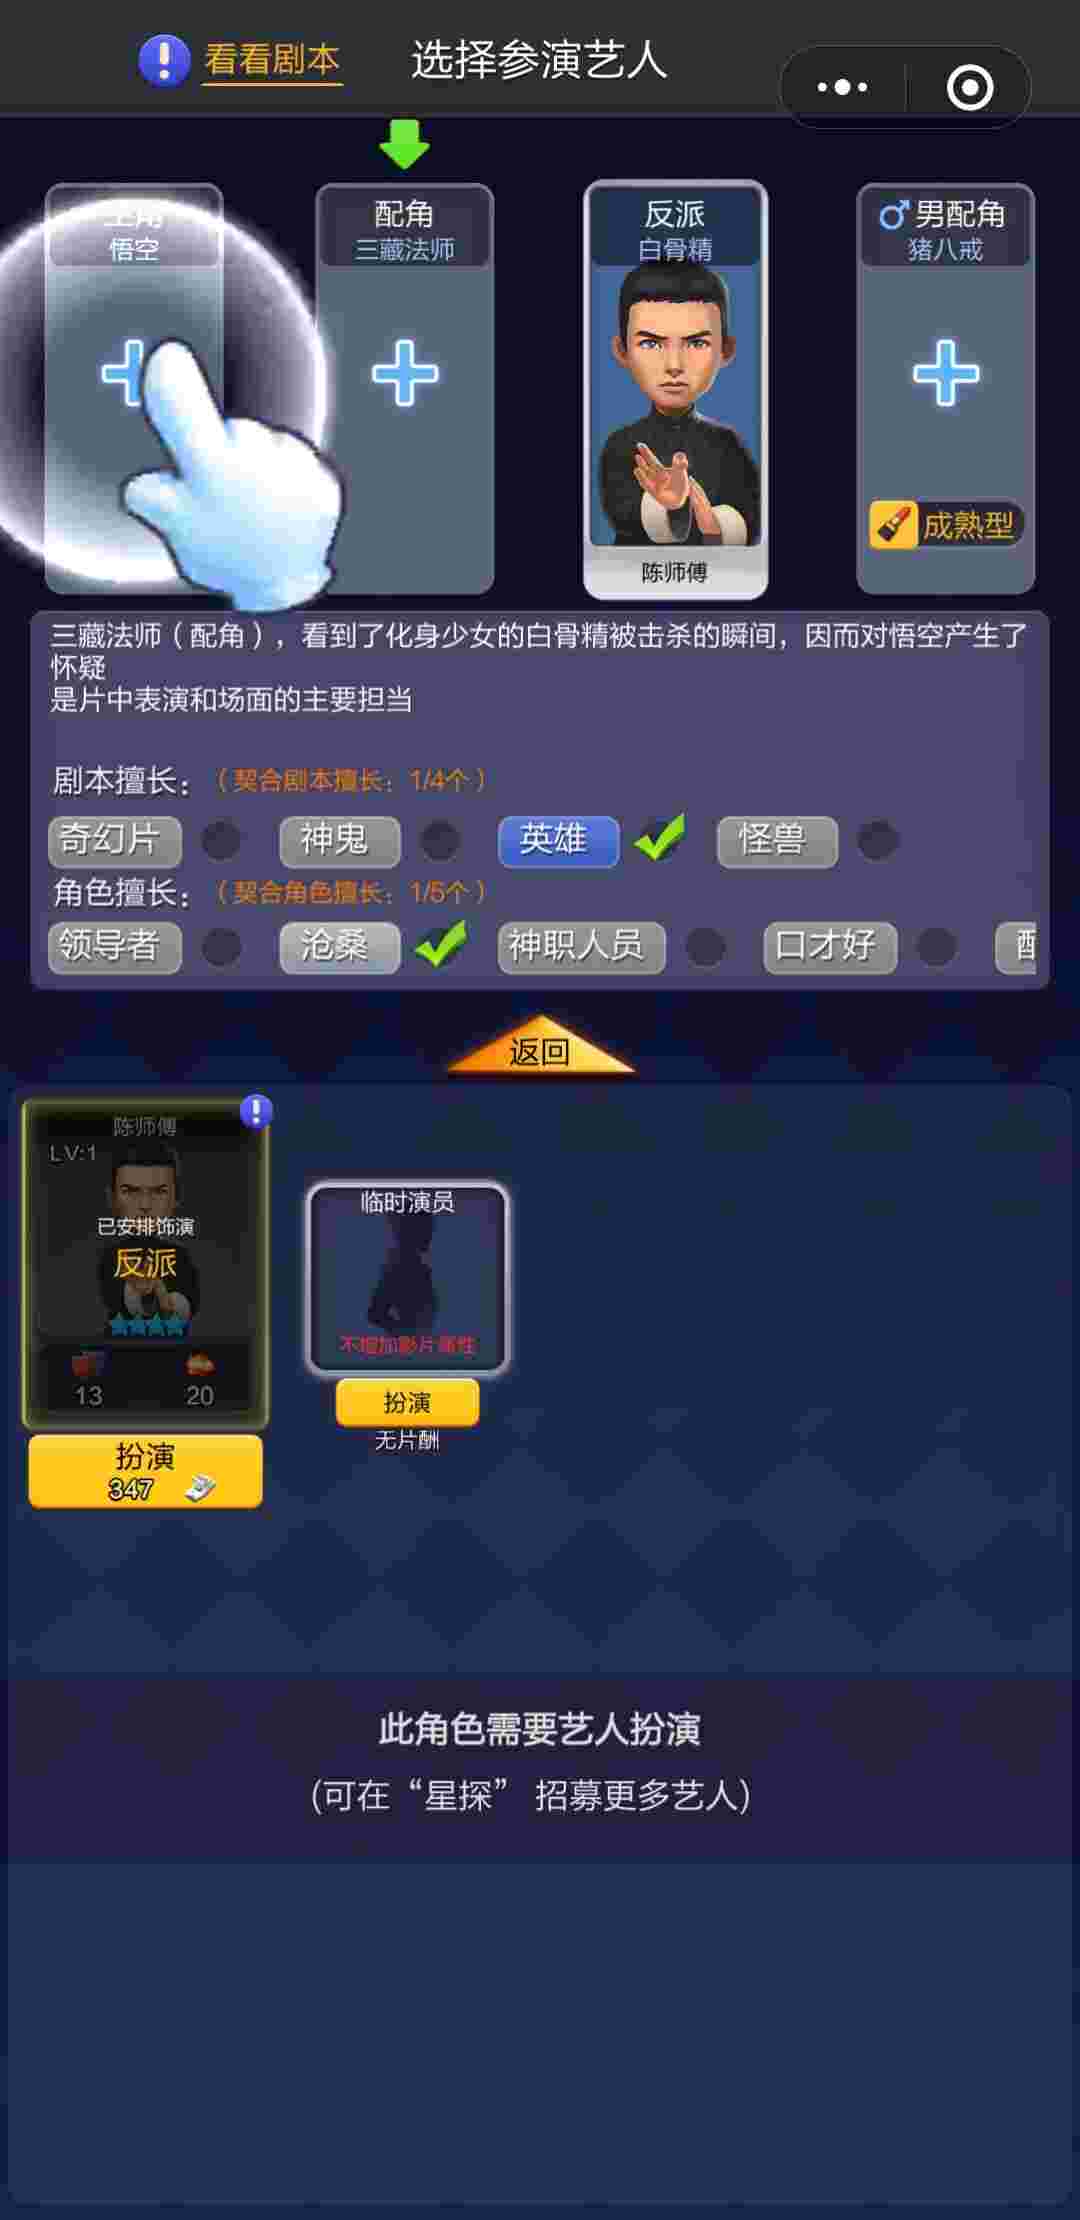 看看剧本
选择参演艺人
主角
悟空
配角
三藏法师
反派
白骨精
男配角
猪八戒
成熟型
陈师傅
三藏法师（配角），看到了化身少女的白骨精被击杀的瞬间，因而对悟空产生了
怀疑
是片中表演和场面的主要担当
剧本擅长：（契合剧本擅长：1/4个）
奇幻片 神鬼 英雄 怪兽
角色擅长：（契合角色擅长：1/5个）
领导者 沧桑 神职人员 口才好
返回
陈师傅
LV:1
已安排饰演
反派
13 20
扮演
347
临时演员
不增加影片属性
扮演
无片酬
此角色需要艺人扮演
(可在“星探” 招募更多艺人)